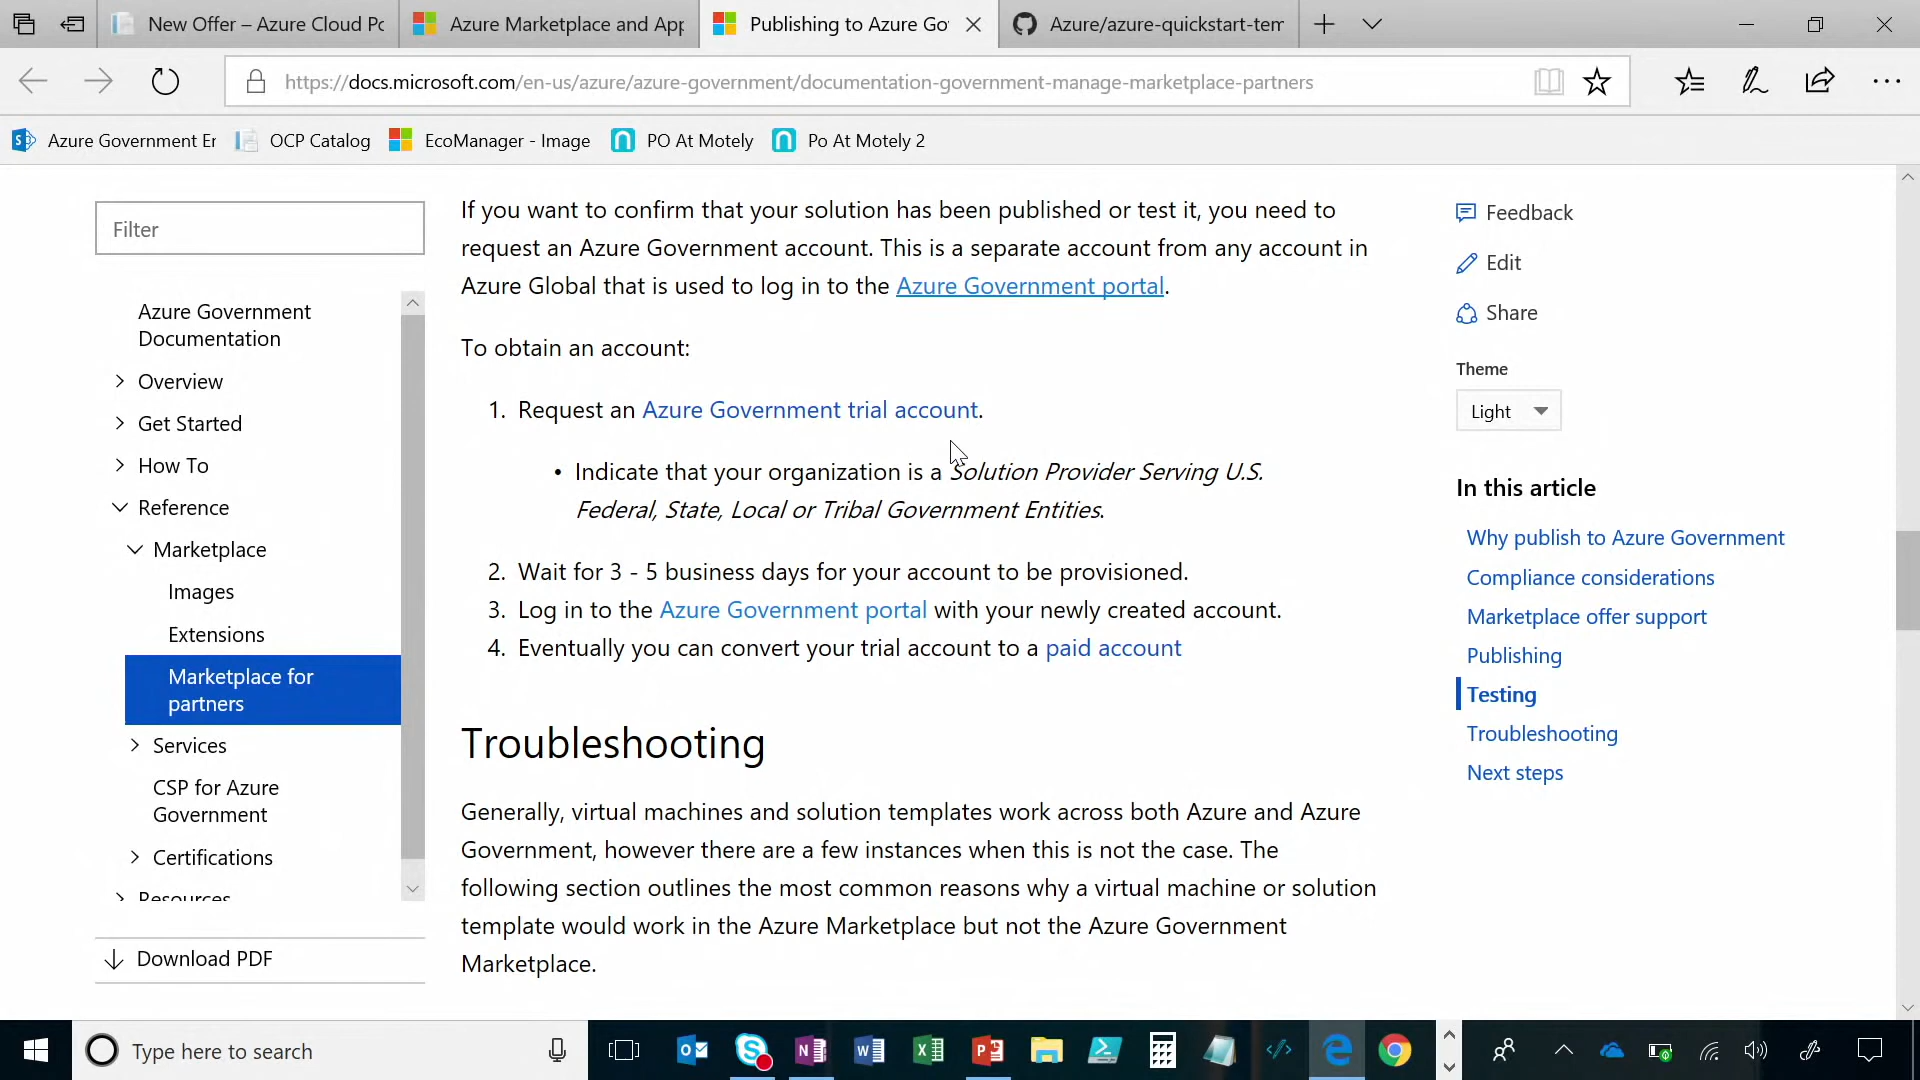 New Offer – Azure Cloud Pc
Azure Marketplace and App
Publishing to Azure Go
Azure/azure-quickstart-tem
https://docs.microsoft.com/en-us/azure/azure-government/documentation-government-manage-marketplace-partners
Azure Government Er
OCP Catalog
EcoManager - Image
PO At Motely
Po At Motely 2
Filter
Azure Government
Documentation
Overview
Get Started
How To
Reference
Marketplace
Images
Extensions
Marketplace for
partners
Services
CSP for Azure
Government
Certifications
Resources
Download PDF
If you want to confirm that your solution has been published or test it, you need to
request an Azure Government account. This is a separate account from any account in
Azure Global that is used to log in to the Azure Government portal.
To obtain an account:
1. Request an Azure Government trial account.
• Indicate that your organization is a Solution Provider Serving U.S.
Federal, State, Local or Tribal Government Entities.
2. Wait for 3 - 5 business days for your account to be provisioned.
3. Log in to the Azure Government portal with your newly created account.
4. Eventually you can convert your trial account to a paid account
Troubleshooting
Generally, virtual machines and solution templates work across both Azure and Azure
Government, however there are a few instances when this is not the case. The
following section outlines the most common reasons why a virtual machine or solution
template would work in the Azure Marketplace but not the Azure Government
Marketplace.
Feedback
Edit
Share
Theme
Light
In this article
Why publish to Azure Government
Compliance considerations
Marketplace offer support
Publishing
Testing
Troubleshooting
Next steps
Type here to search